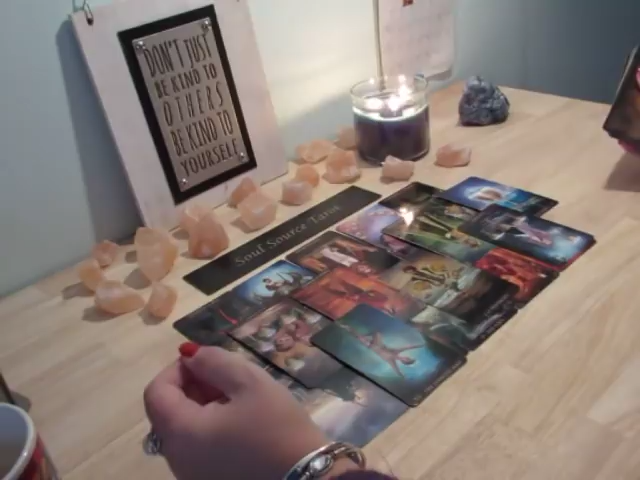 DON'T JUST
BE KIND TO
OTHERS
BE KIND TO
YOURSELF
Soul Source Tarot